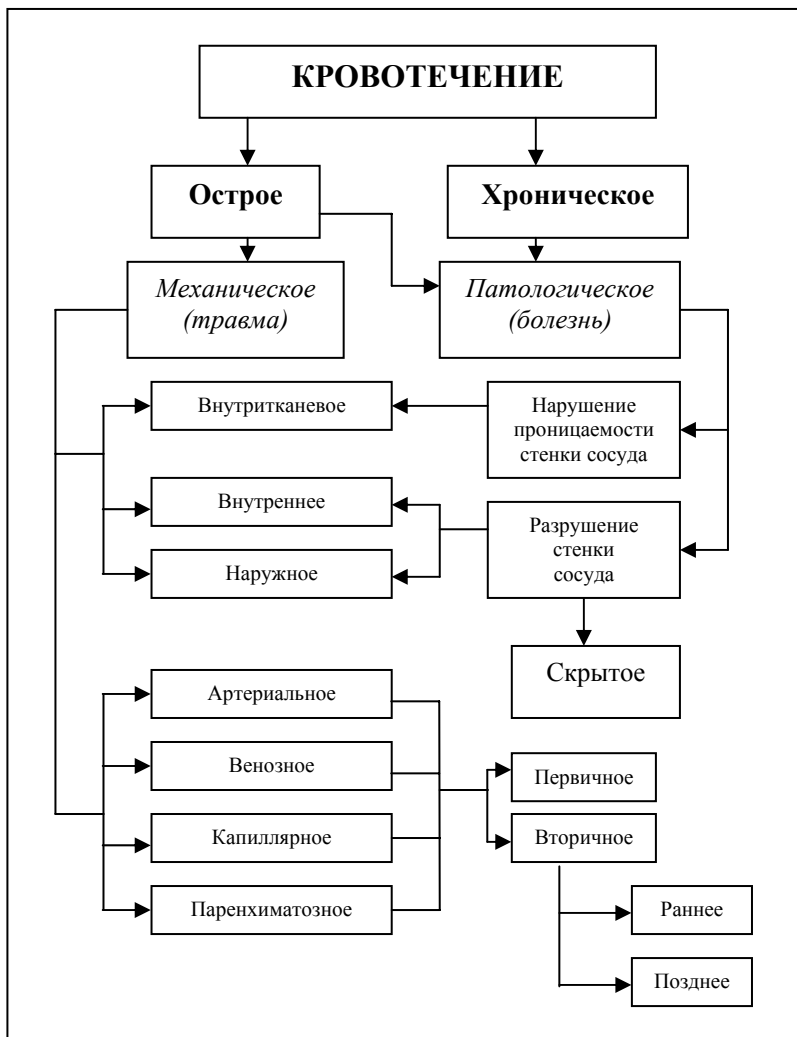 КРОВОТЕЧЕНИЕ
Острое
Хроническое
Механическое
(травма)
Патологическое
(болезнь)
Внутритканевое
Нарушение
проницаемости
стенки сосуда
Внутреннее
Наружное
Разрушение
стенки
сосуда
Скрытое
Артериальное
Венозное
Капиллярное
Паренхиматозное
Первичное
Вторичное
Раннее
Позднее